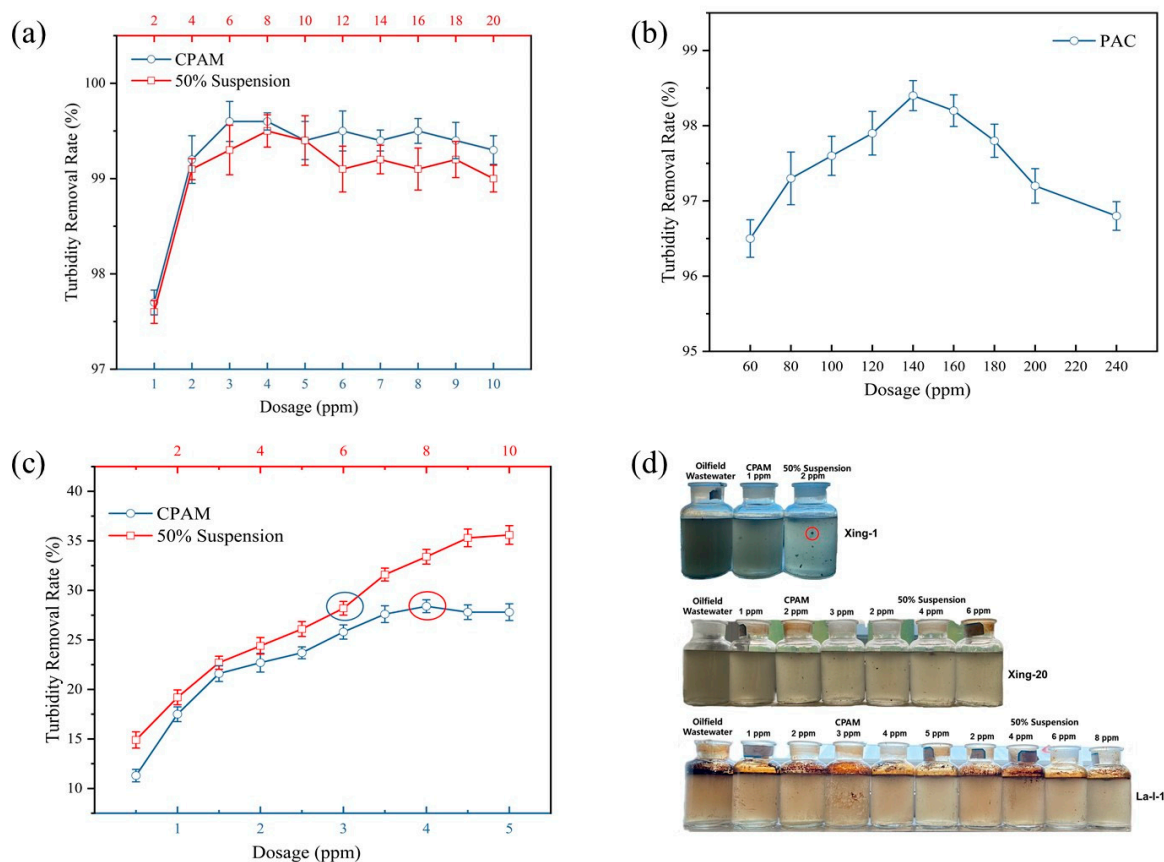 (a)
2 4 6 8 10 12 14 16 18 20
CPAM
50% Suspension
Turbidity Removal Rate (%)
100
99
98
97
1 2 3 4 5 6 7 8 9 10
Dosage (ppm)
(b)
PAC
Turbidity Removal Rate (%)
99
98
97
96
95
60 80 100 120 140 160 180 200 220 240
Dosage (ppm)
(c)
2 4 6 8 10
CPAM
50% Suspension
Turbidity Removal Rate (%)
40
35
30
25
20
15
10
1 2 3 4 5
Dosage (ppm)
(d)
Oilfield CPAM 50% Suspension
Wastewater 1 ppm 2 ppm
Xing-1
Oilfield CPAM 50% Suspension
Wastewater 1 ppm 2 ppm 3 ppm 2 ppm 4 ppm 6 ppm
Xing-20
Oilfield CPAM 50% Suspension
Wastewater 1 ppm 2 ppm 3 ppm 4 ppm 5 ppm 2 ppm 4 ppm 6 ppm 8 ppm
La-I-1